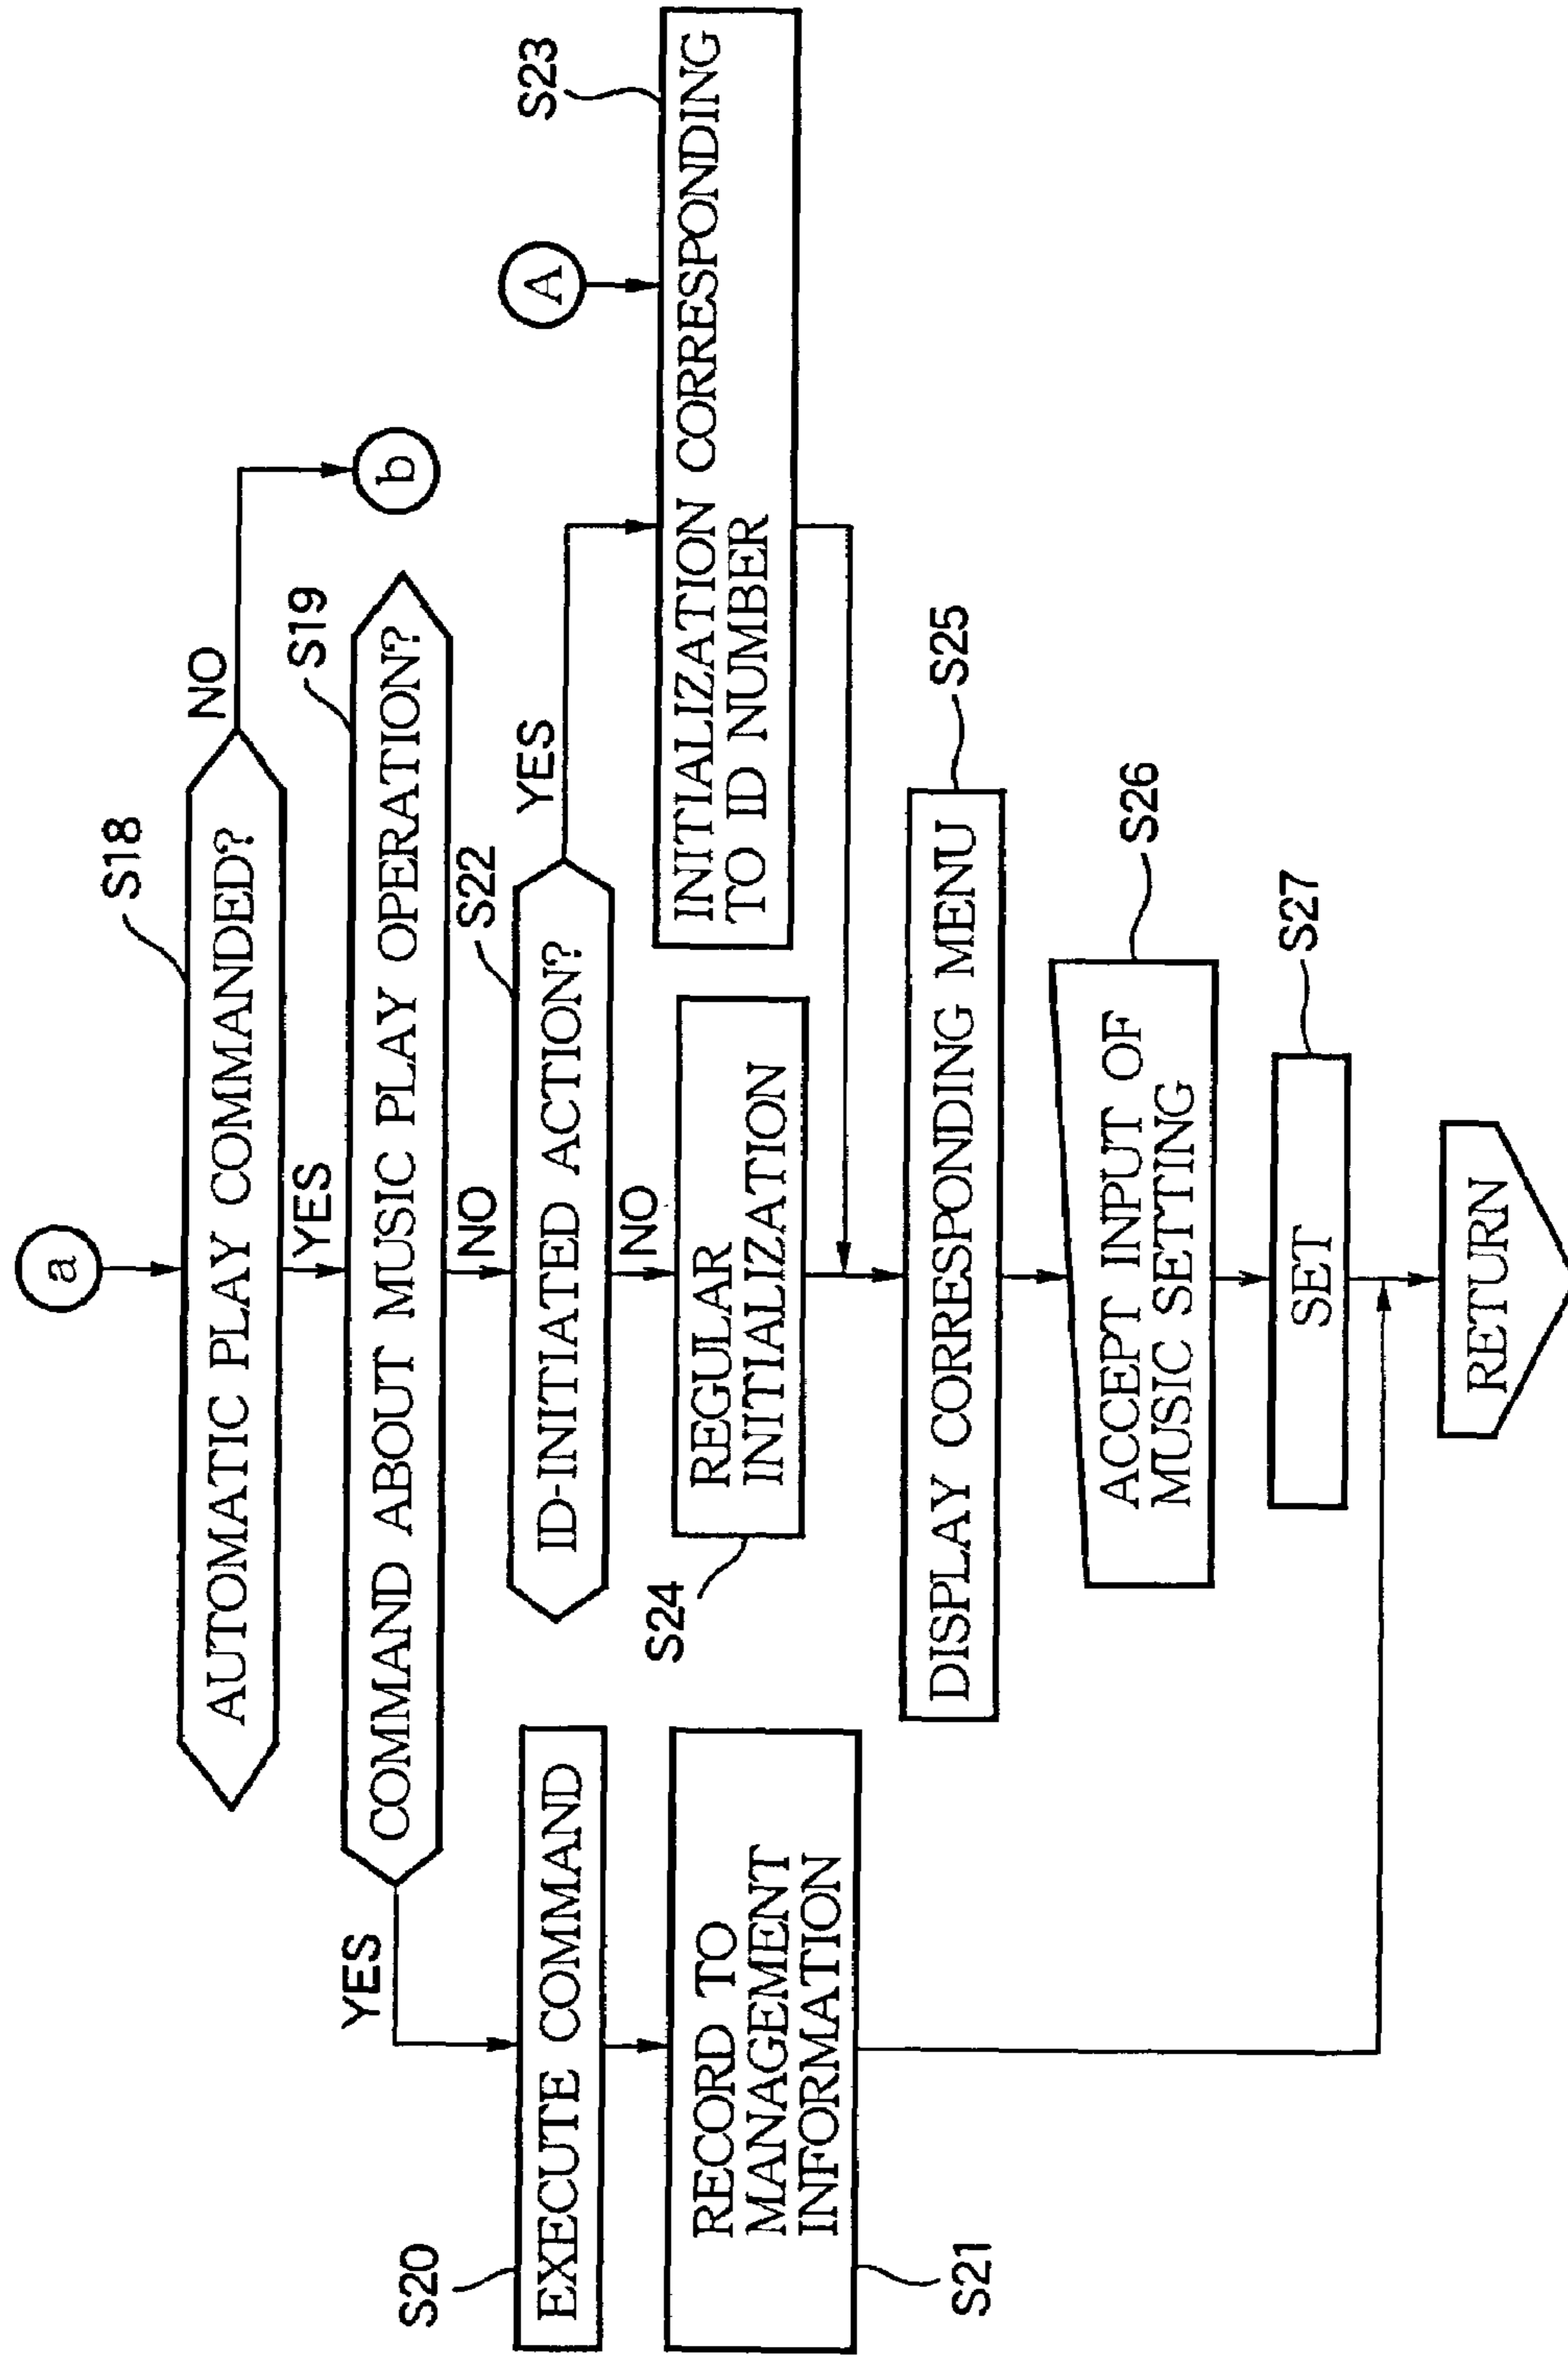 a
S18
AUTOMATIC PLAY COMMANDED?
NO
b
YES
S19
COMMAND ABOUT MUSIC PLAY OPERATION?
YES
NO
S20
EXECUTE COMMAND
S21
RECORD TO
MANAGEMENT
INFORMATION
S22
ID-INITIATED ACTION?
YES
NO
A
S23
INITIALIZATION CORRESPONDING
TO ID NUMBER
S24
REGULAR
INITIALIZATION
S25
DISPLAY CORRESPONDING MENU
S26
ACCEPT INPUT OF
MUSIC SETTING
S27
SET
RETURN